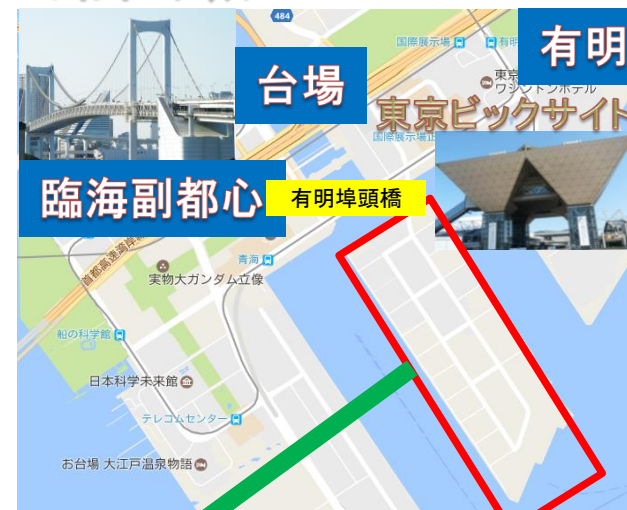 484
国際展示場
有明
有明
台場
東京
ワシントンホテル
東京ビックサイト
国際展示場正
臨海副都心
有明埠頭橋
首都高速湾岸線
青海
実物大ガンダム立像
船の科学館
日本科学未来館
テレコムセンター
お台場 大江戸温泉物語